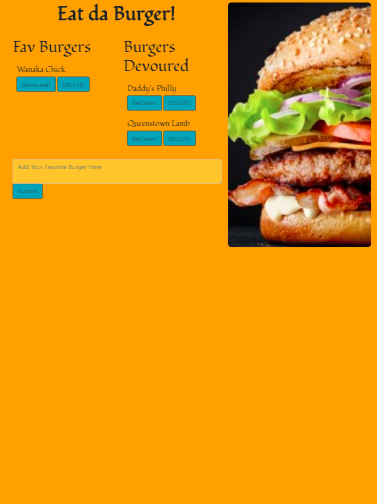 Eat da Burger!
Fav Burgers
Wanaka Chick
Devoured! DELETE!
Burgers
Devoured
Daddy's Philly
ReOrder! DELETE!
Queenstown Lamb
ReOrder! DELETE!
Add Your Favorite Burger Here
Submit